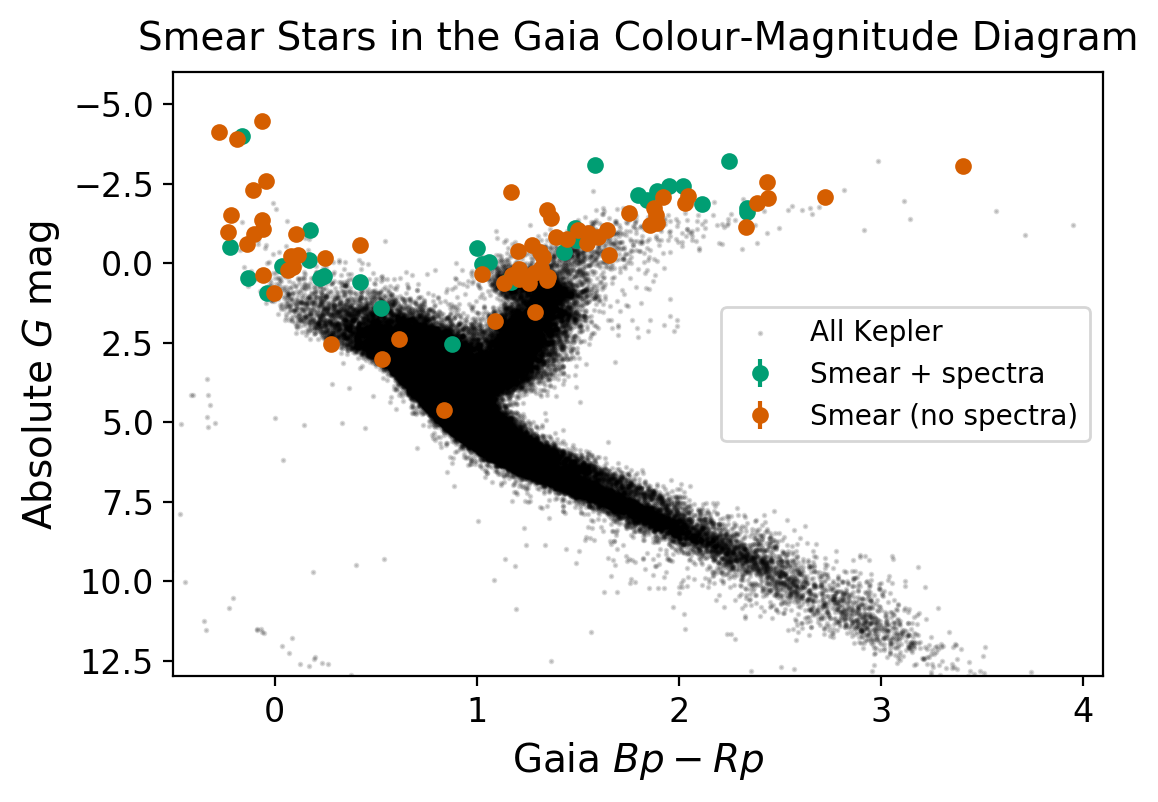 Smear Stars in the Gaia Colour-Magnitude Diagram
Absolute G mag
−5.0
−2.5
0.0
2.5
5.0
7.5
10.0
12.5
All Kepler
Smear + spectra
Smear (no spectra)
0 1 2 3 4
Gaia Bp − Rp